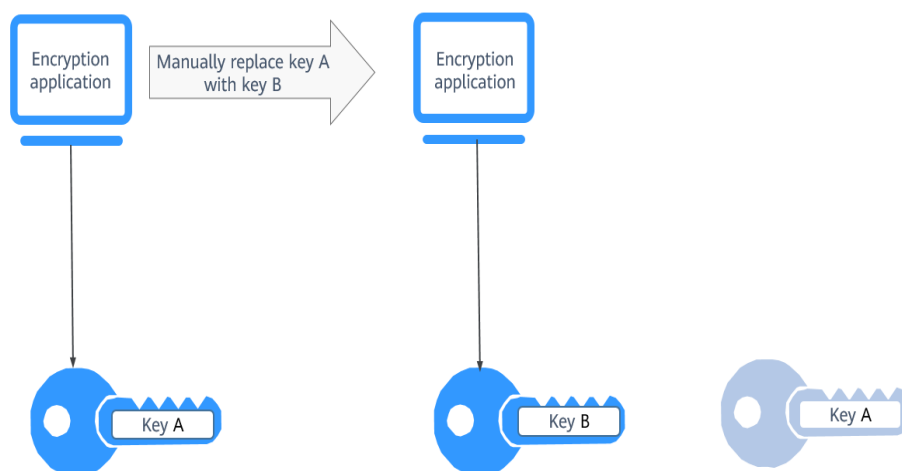 Encryption
application
Manually replace key A
with key B
Encryption
application
Key A
Key B
Key A